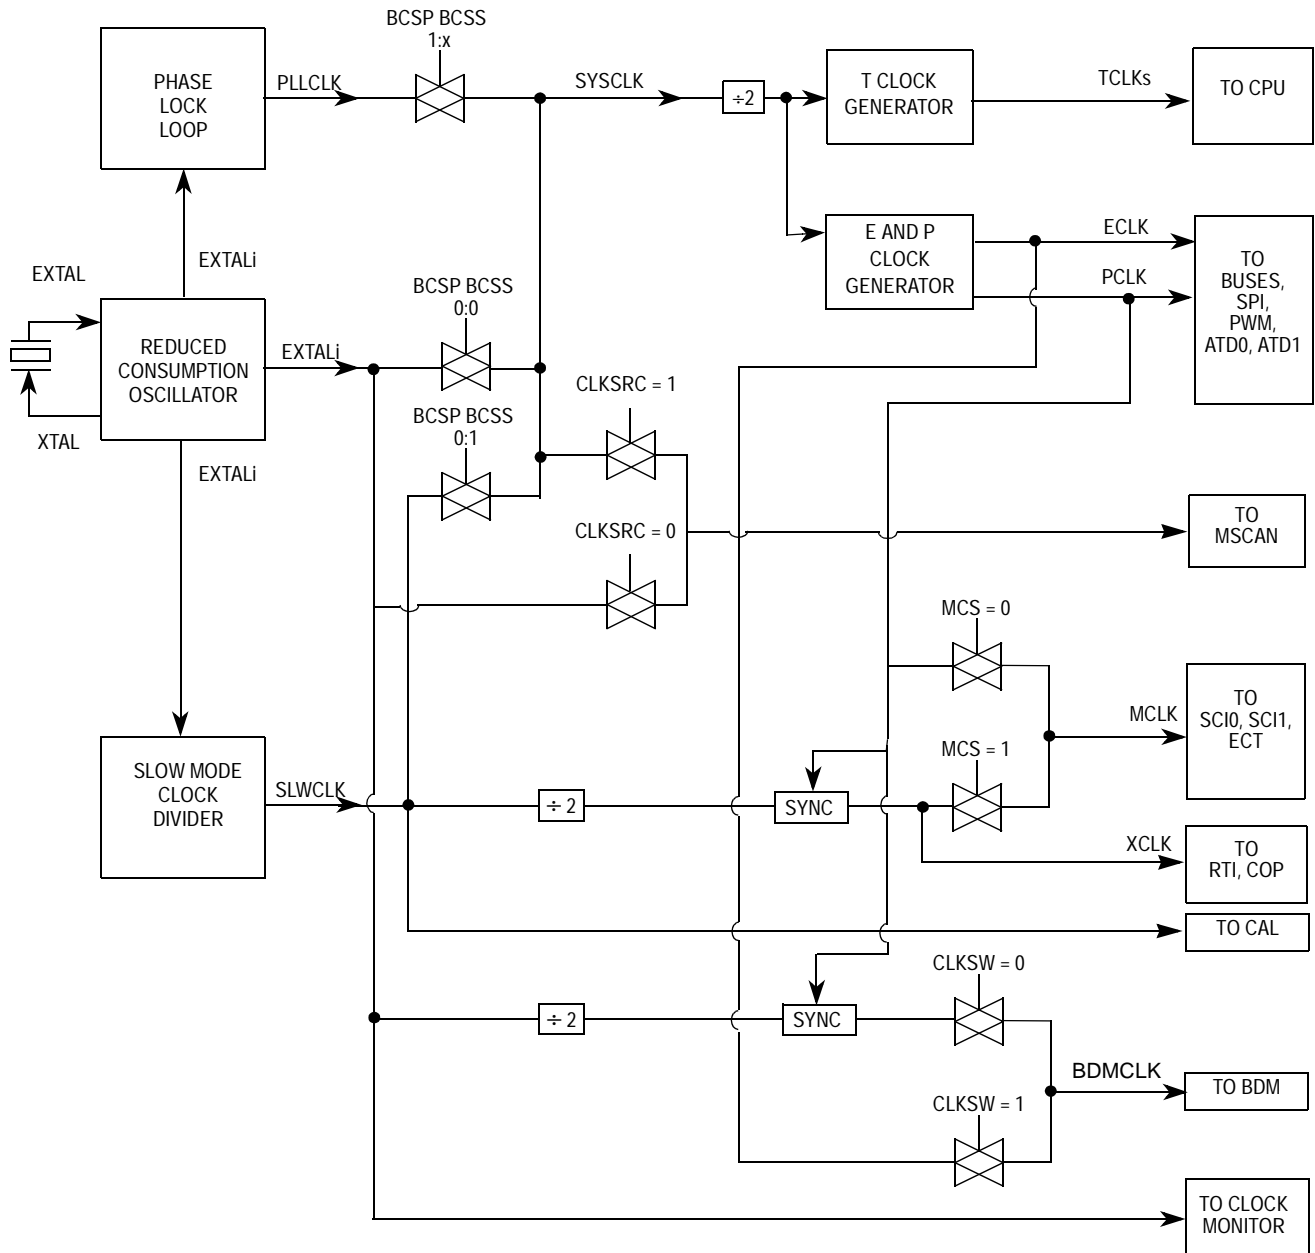 BCSP BCSS
1:x
PHASE
LOCK
LOOP
PLLCLK
SYSCLK
÷2
T CLOCK
GENERATOR
TCLKs
TO CPU
EXTALi
E AND P
CLOCK
GENERATOR
ECLK
PCLK
TO
BUSES,
SPI,
PWM,
ATD0, ATD1
EXTAL
XTAL
REDUCED
CONSUMPTION
OSCILLATOR
EXTALi
BCSP BCSS
0:0
BCSP BCSS
0:1
CLKSRC = 1
EXTALi
CLKSRC = 0
TO
MSCAN
MCS = 0
MCS = 1
MCLK
TO
SCI0, SCI1,
ECT
SLOW MODE
CLOCK
DIVIDER
SLWCLK
÷ 2
SYNC
XCLK
TO
RTI, COP
TO CAL
÷ 2
SYNC
CLKSW = 0
CLKSW = 1
BDMCLK
TO BDM
TO CLOCK
MONITOR